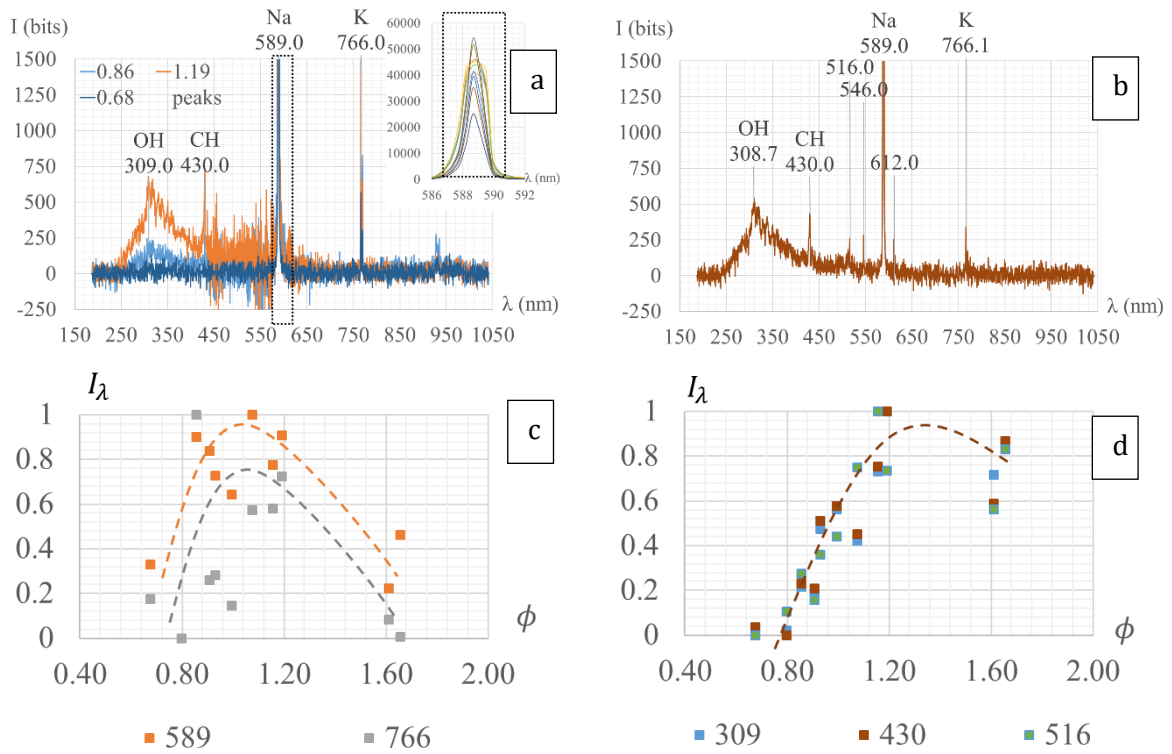 I (bits)
Na
589.0
K
766.0
1500
1250
1000
750
500
250
0
-250
0.86
1.19
0.68
peaks
OH
309.0
CH
430.0
60000
50000
40000
30000
20000
10000
0
586 588 590 592
λ (nm)
a
λ (nm)
150 250 350 450 550 650 750 850 950 1050
I (bits)
Na
589.0
K
766.1
516.0
546.0
612.0
1500
1250
1000
750
500
250
0
-250
OH
308.7
CH
430.0
b
λ (nm)
150 250 350 450 550 650 750 850 950 1050
Iλ
1
0.8
0.6
0.4
0.2
0
c
ϕ
0.40 0.80 1.20 1.60 2.00
589 766
Iλ
1
0.8
0.6
0.4
0.2
0
d
ϕ
0.40 0.80 1.20 1.60 2.00
309 430 516